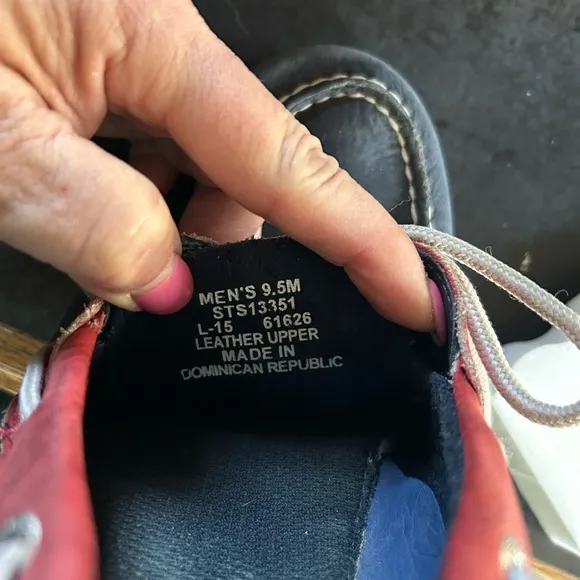 MEN'S 9.5M
STS13351
L-15 61626
LEATHER UPPER
MADE IN
DOMINICAN REPUBLIC